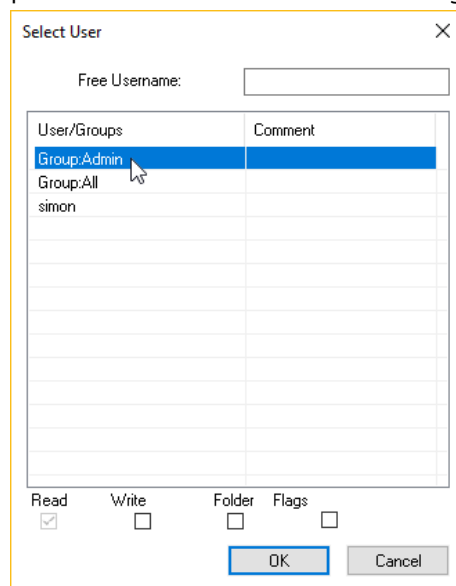 Select User
Free Username:
User/Groups Comment
Group:Admin
Group:All
simon
Read Write Folder Flags
OK Cancel